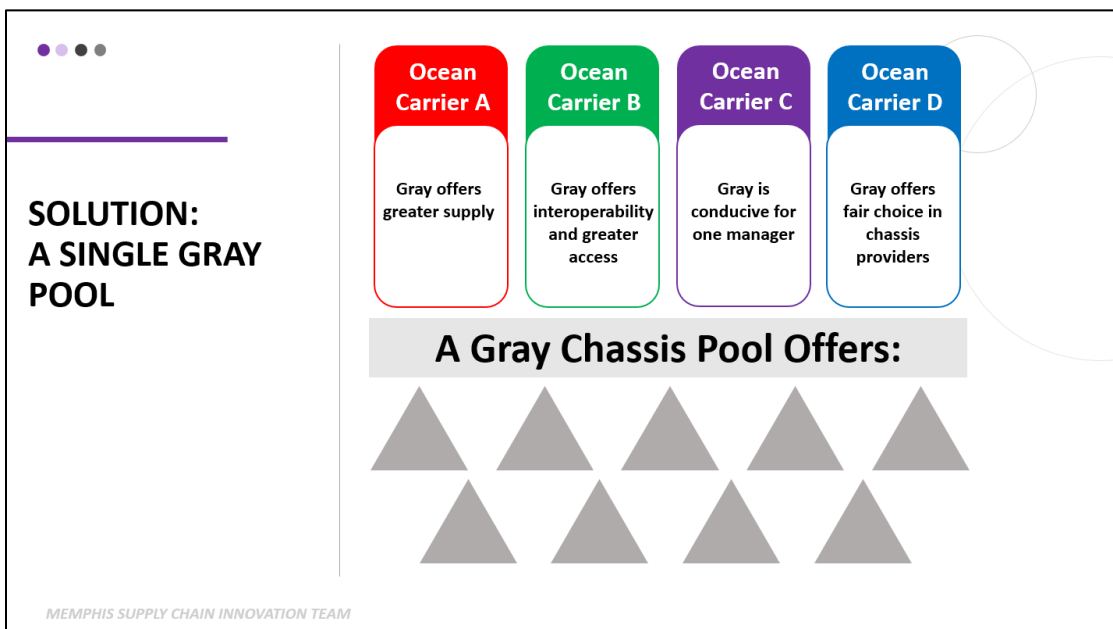 SOLUTION:
A SINGLE GRAY
POOL
Ocean
Carrier A
Gray offers
greater supply
Ocean
Carrier B
Gray offers
interoperability
and greater
access
Ocean
Carrier C
Gray is
conducive for
one manager
Ocean
Carrier D
Gray offers
fair choice in
chassis
providers
A Gray Chassis Pool Offers:
MEMPHIS SUPPLY CHAIN INNOVATION TEAM